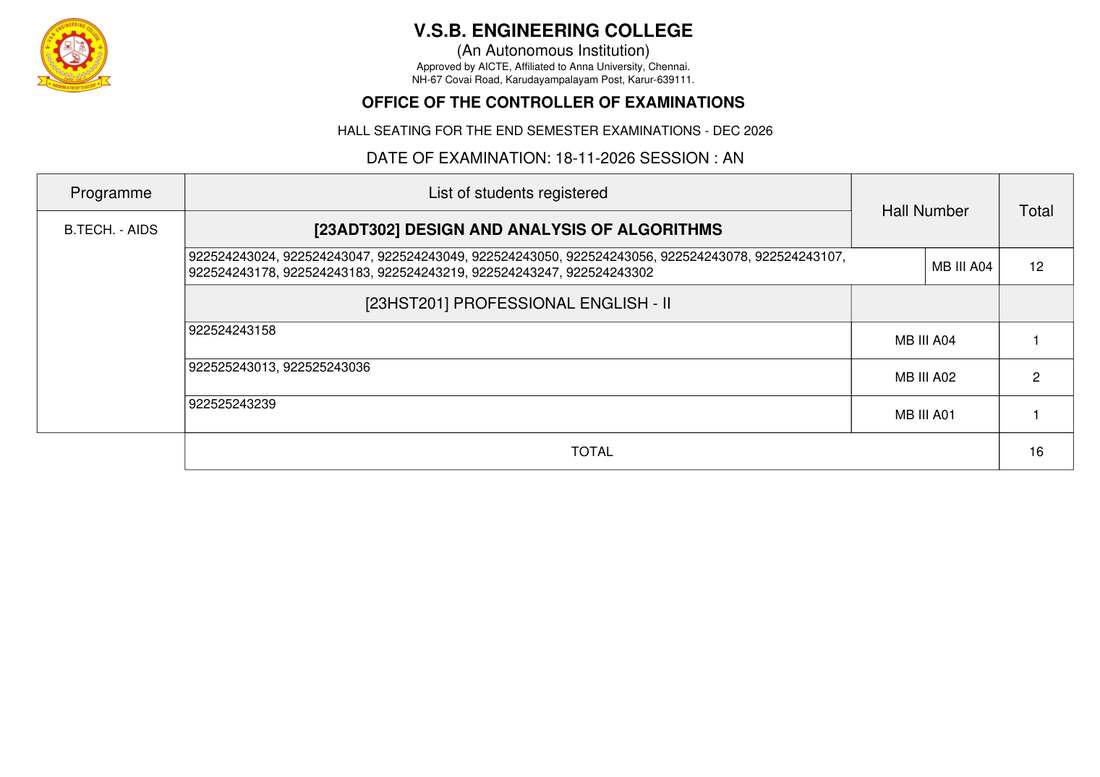 V.S.B. ENGINEERING COLLEGE
(An Autonomous Institution)
Approved by AICTE, Affiliated to Anna University, Chennai.
NH-67 Covai Road, Karudayampalayam Post, Karur-639111.
OFFICE OF THE CONTROLLER OF EXAMINATIONS
HALL SEATING FOR THE END SEMESTER EXAMINATIONS - DEC 2026
DATE OF EXAMINATION: 18-11-2026 SESSION : AN
Programme
List of students registered
Hall Number
Total
B.TECH. - AIDS
[23ADT302] DESIGN AND ANALYSIS OF ALGORITHMS
922524243024, 922524243047, 922524243049, 922524243050, 922524243056, 922524243078, 922524243107,
922524243178, 922524243183, 922524243219, 922524243247, 922524243302
MB III A04
12
[23HST201] PROFESSIONAL ENGLISH - II
922524243158
MB III A04
1
922525243013, 922525243036
MB III A02
2
922525243239
MB III A01
1
TOTAL
16